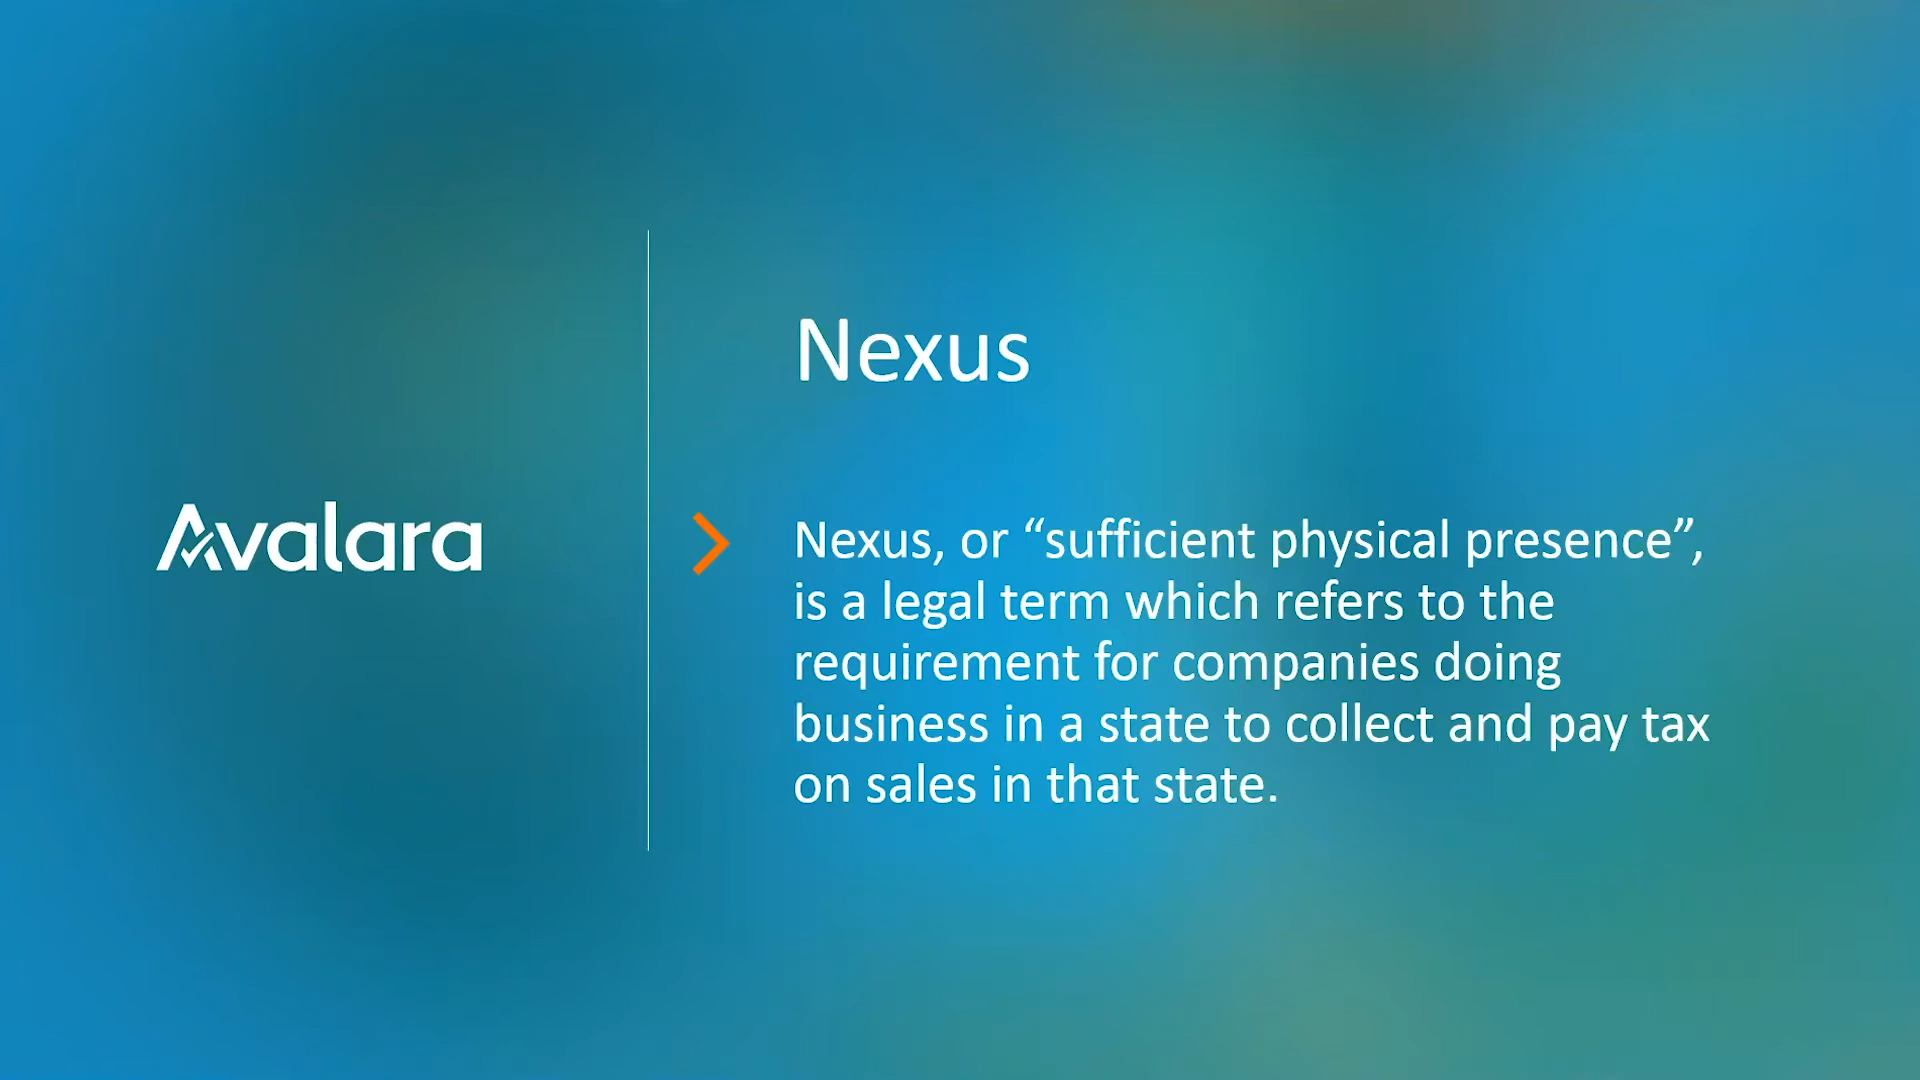 Avalara
Nexus
Nexus, or “sufficient physical presence”,
is a legal term which refers to the
requirement for companies doing
business in a state to collect and pay tax
on sales in that state.